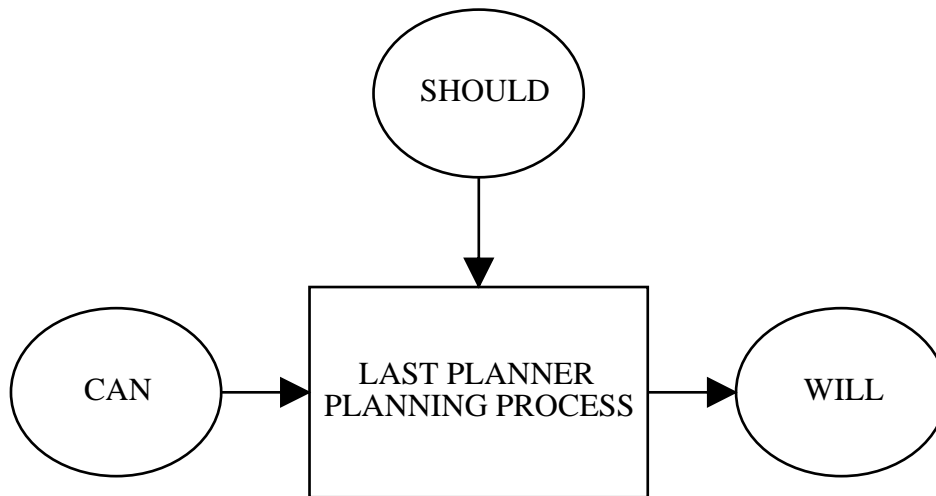 SHOULD
CAN
LAST PLANNER
PLANNING PROCESS
WILL